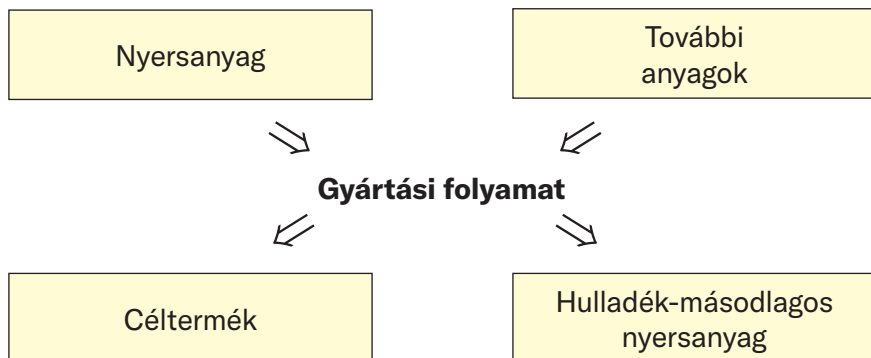 Nyersanyag
További
anyagok
Gyártási folyamat
Céltermék
Hulladék-másodlagos
nyersanyag